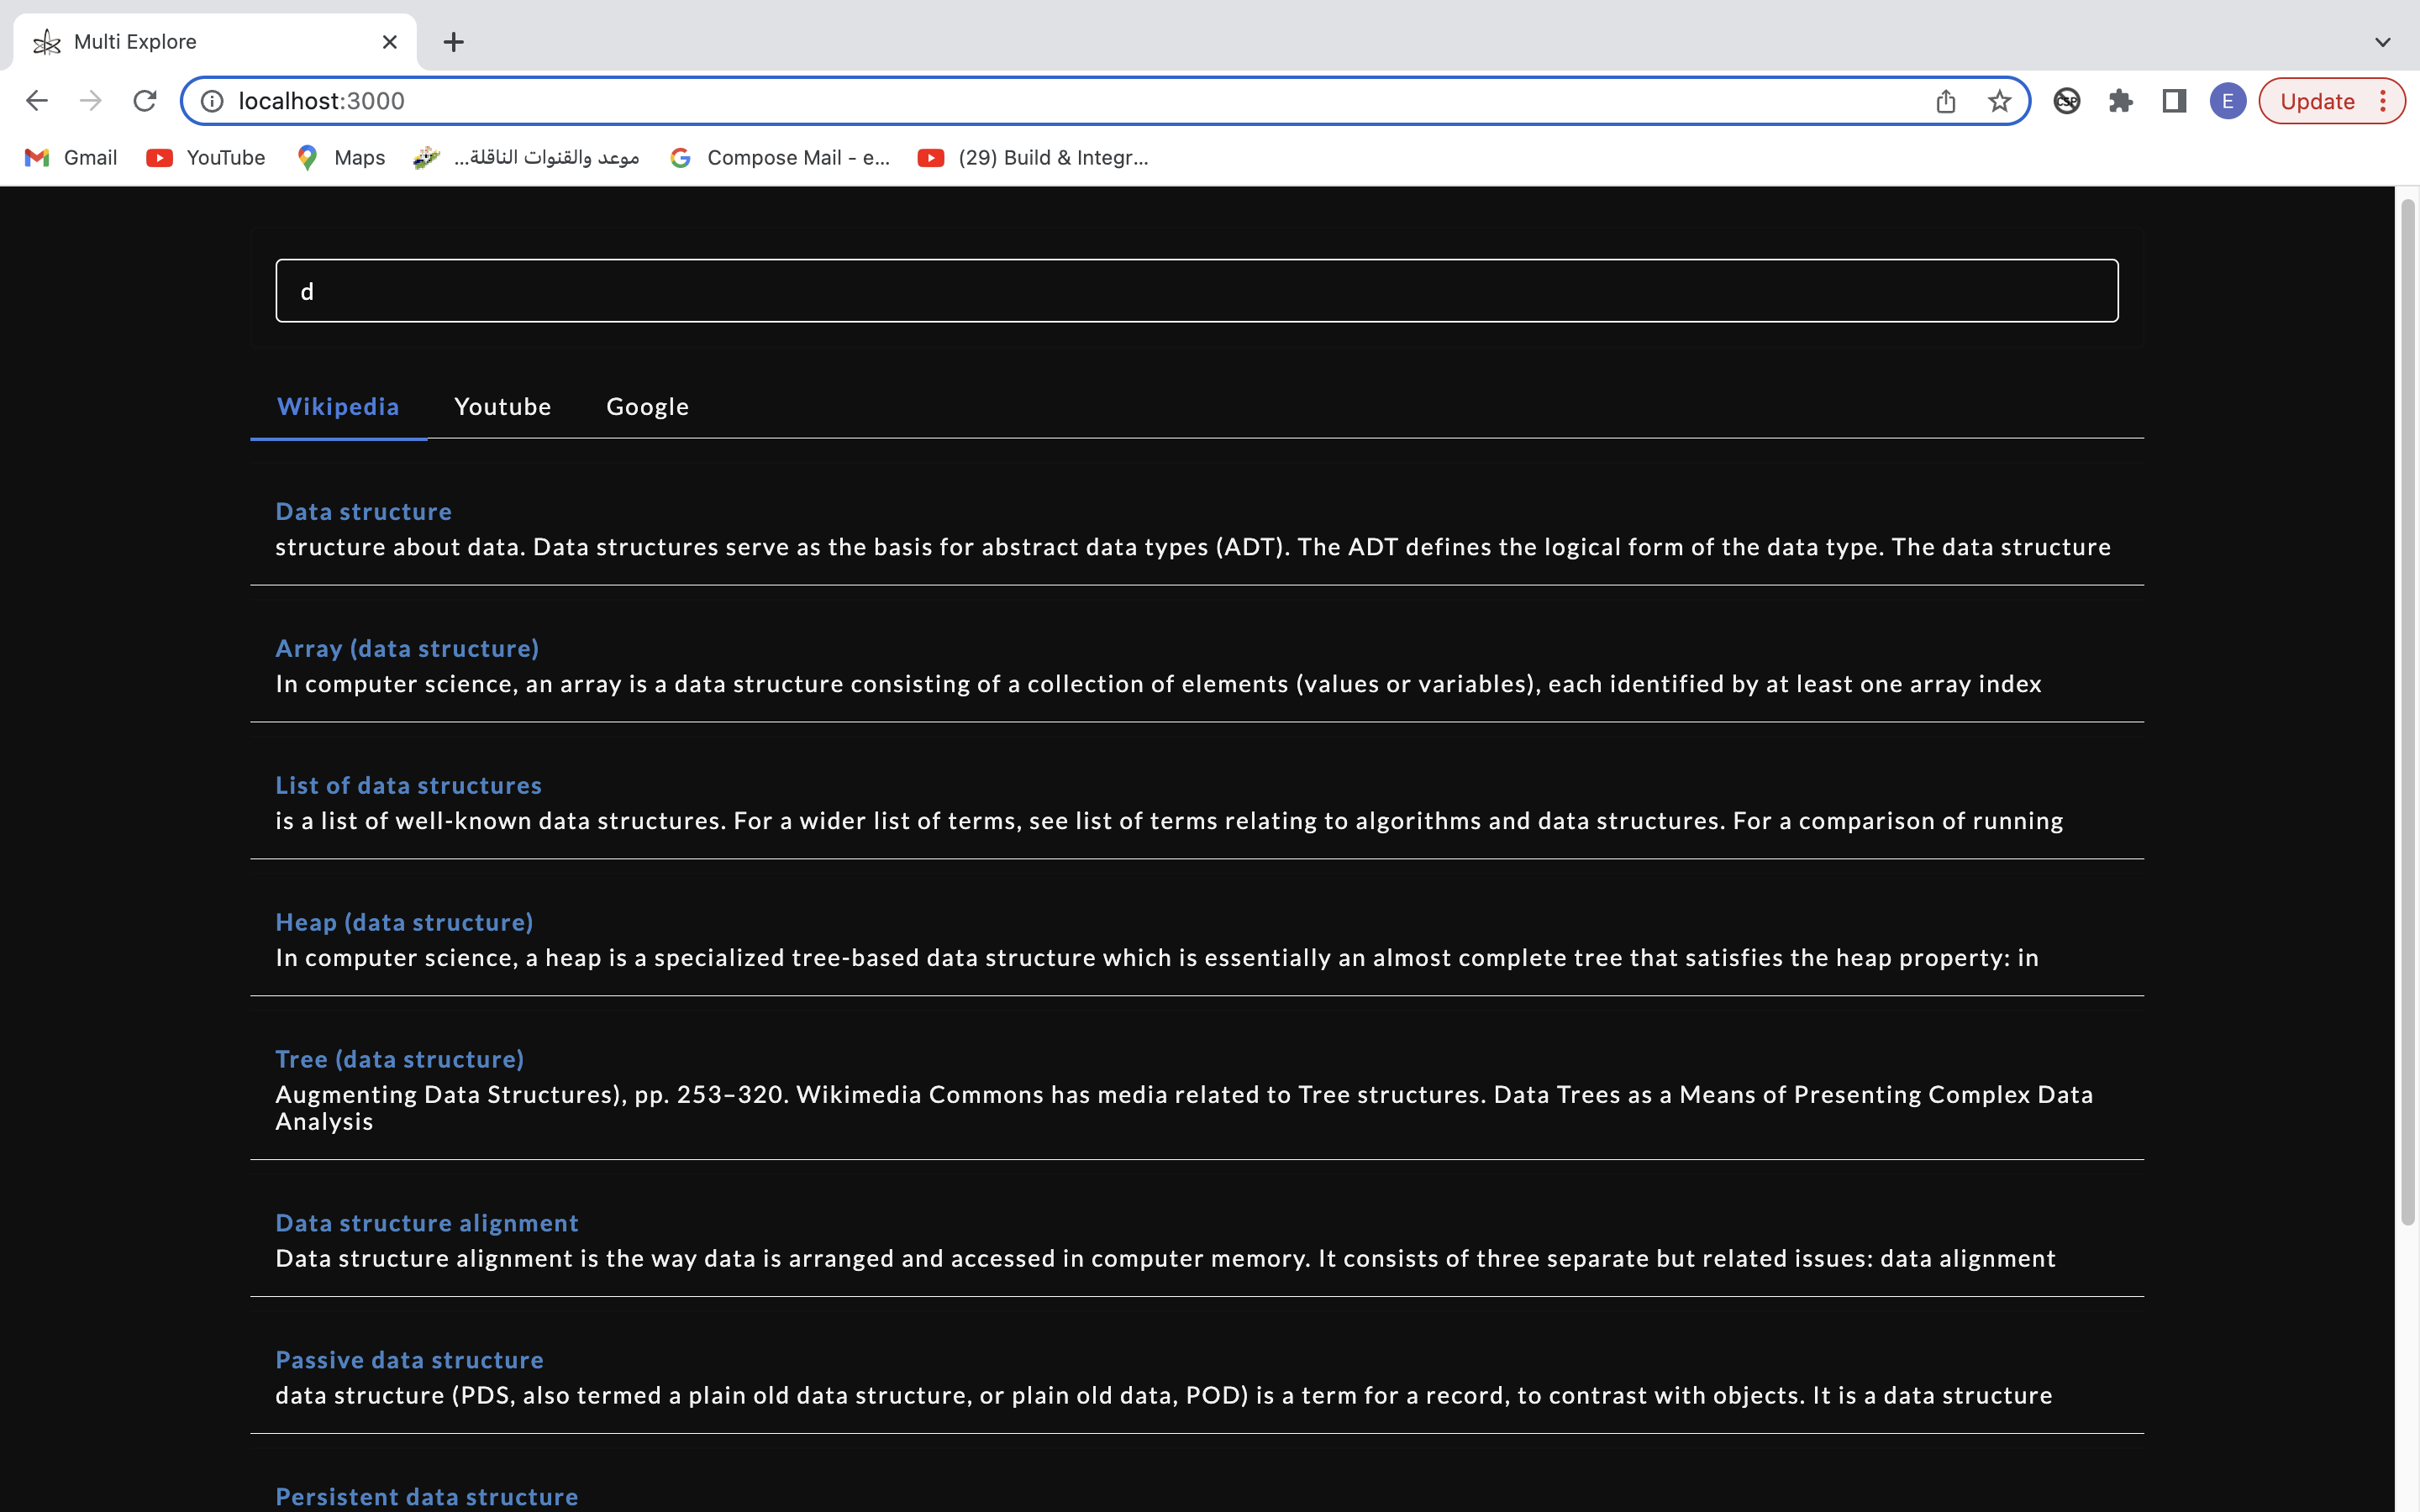 Multi Explore
localhost:3000
CSP
E
Update
Gmail
YouTube
Maps
موعد والقنوات الناقلة...
Compose Mail - e...
(29) Build & Integr...
d
Wikipedia
Youtube
Google
Data structure
structure about data. Data structures serve as the basis for abstract data types (ADT). The ADT defines the logical form of the data type. The data structure
Array (data structure)
In computer science, an array is a data structure consisting of a collection of elements (values or variables), each identified by at least one array index
List of data structures
is a list of well-known data structures. For a wider list of terms, see list of terms relating to algorithms and data structures. For a comparison of running
Heap (data structure)
In computer science, a heap is a specialized tree-based data structure which is essentially an almost complete tree that satisfies the heap property: in
Tree (data structure)
Augmenting Data Structures), pp. 253–320. Wikimedia Commons has media related to Tree structures. Data Trees as a Means of Presenting Complex Data
Analysis
Data structure alignment
Data structure alignment is the way data is arranged and accessed in computer memory. It consists of three separate but related issues: data alignment
Passive data structure
data structure (PDS, also termed a plain old data structure, or plain old data, POD) is a term for a record, to contrast with objects. It is a data structure
Persistent data structure